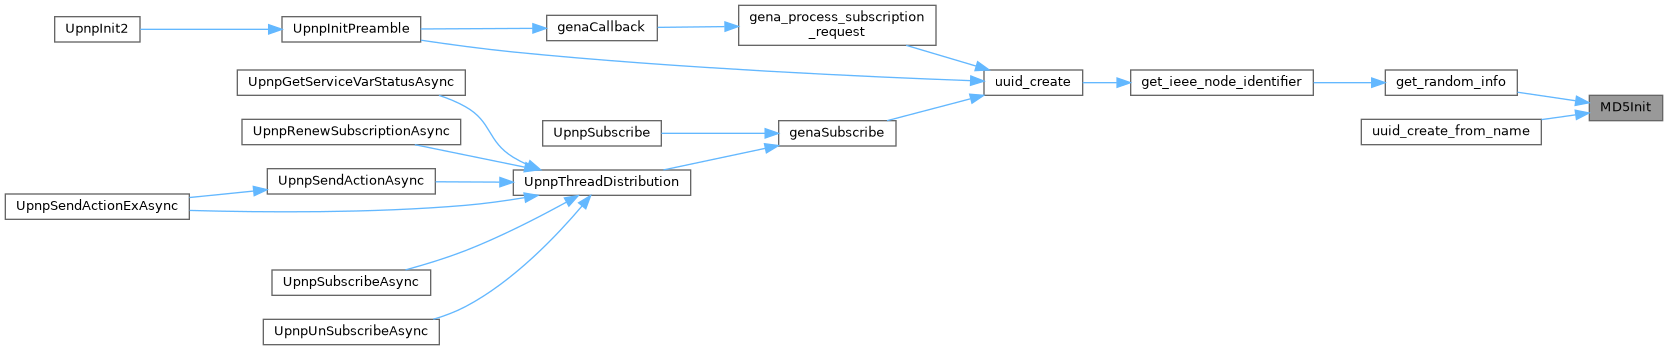 UpnpInit2
UpnpInitPreamble
genaCallback
gena_process_subscription
_request
UpnpGetServiceVarStatusAsync
uuid_create
get_ieee_node_identifier
get_random_info
MD5Init
UpnpRenewSubscriptionAsync
UpnpSubscribe
genaSubscribe
uuid_create_from_name
UpnpSendActionAsync
UpnpThreadDistribution
UpnpSendActionExAsync
UpnpSubscribeAsync
UpnpUnSubscribeAsync